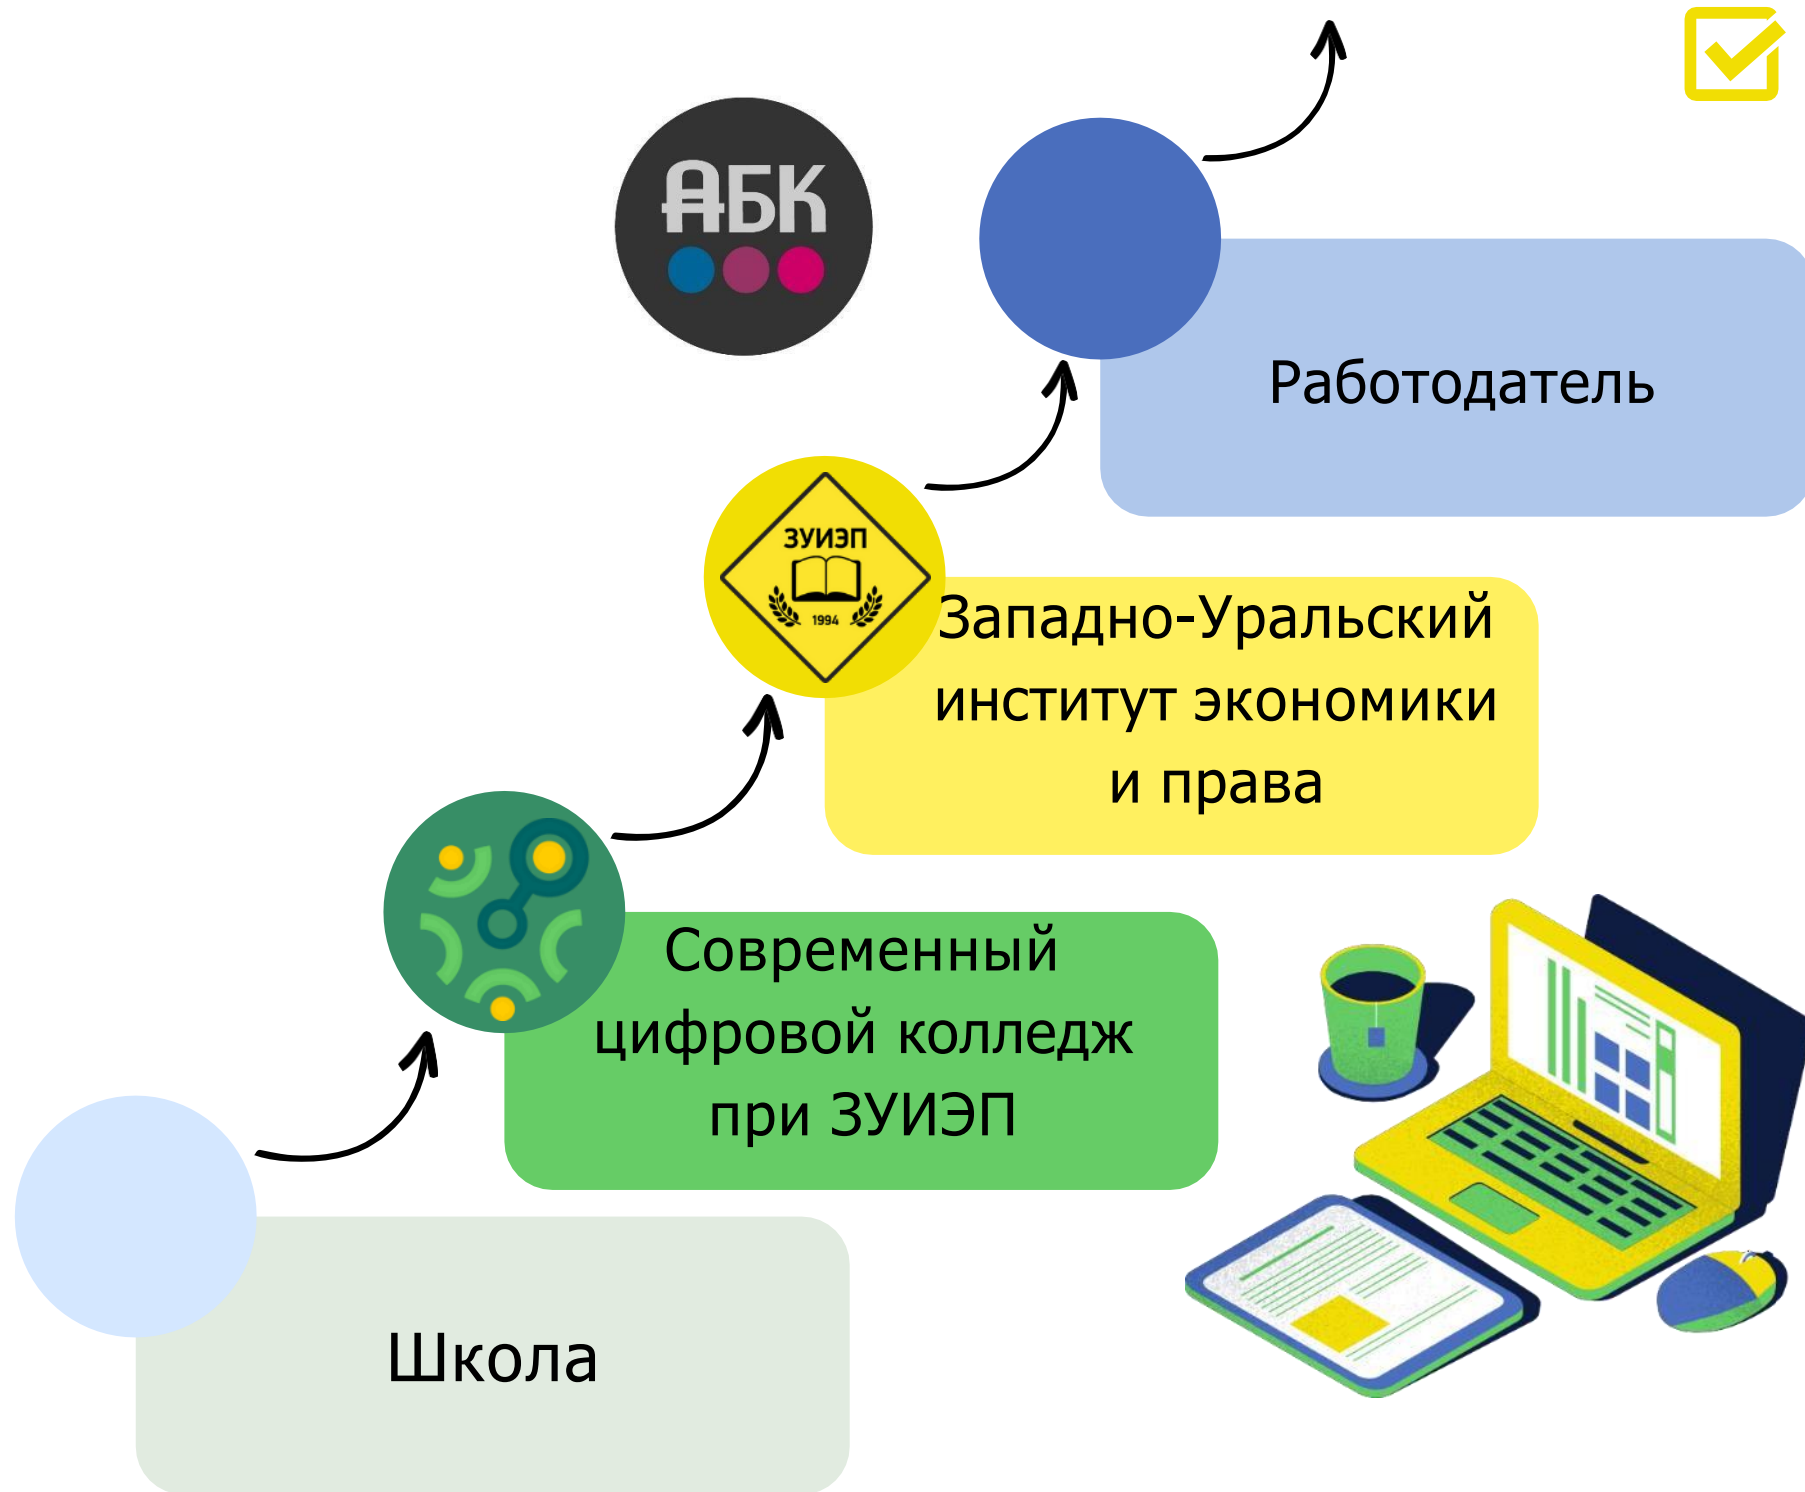 АБК
Работодатель
ЗУИЭП
1994
Западно-Уральский
институт экономики
и права
Современный
цифровой колледж
при ЗУИЭП
Школа